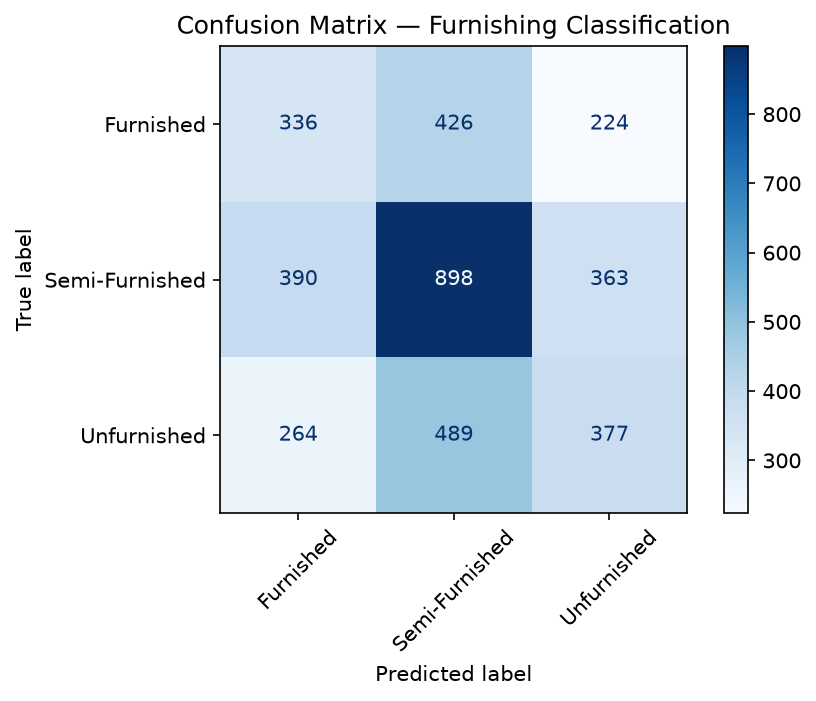 Confusion Matrix — Furnishing Classification
True label
Furnished 336 426 224
Semi-Furnished 390 898 363
Unfurnished 264 489 377
Furnished Semi-Furnished Unfurnished
Predicted label
800
700
600
500
400
300